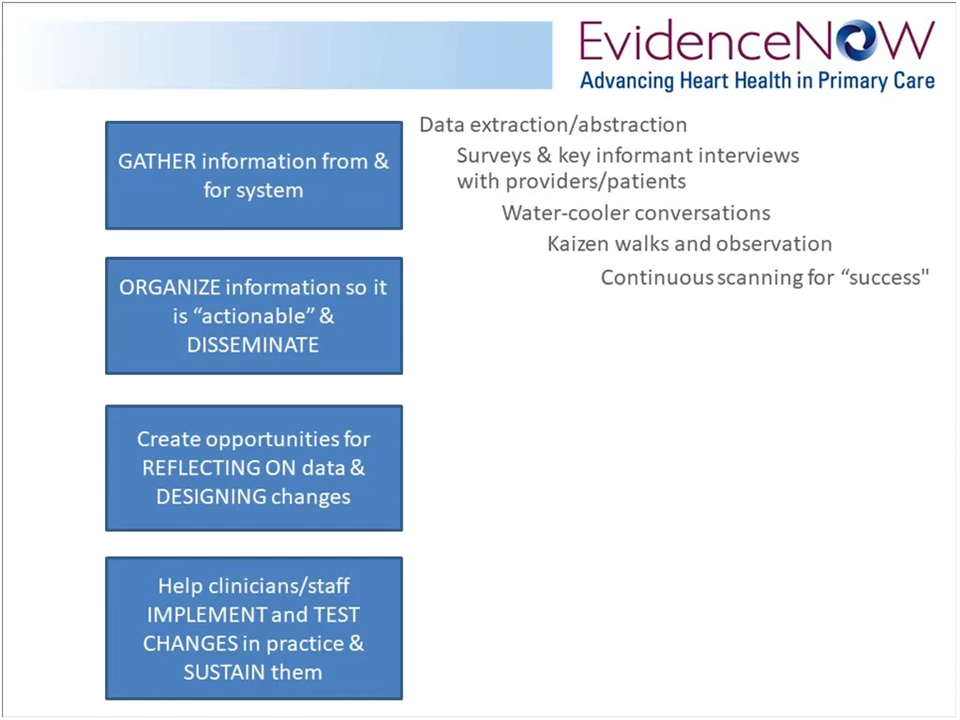 EvidenceNOW
Advancing Heart Health in Primary Care
GATHER information from &
for system
Data extraction/abstraction
Surveys & key informant interviews
with providers/patients
Water-cooler conversations
Kaizen walks and observation
Continuous scanning for “success"
ORGANIZE information so it
is “actionable” &
DISSEMINATE
Create opportunities for
REFLECTING ON data &
DESIGNING changes
Help clinicians/staff
IMPLEMENT and TEST
CHANGES in practice &
SUSTAIN them